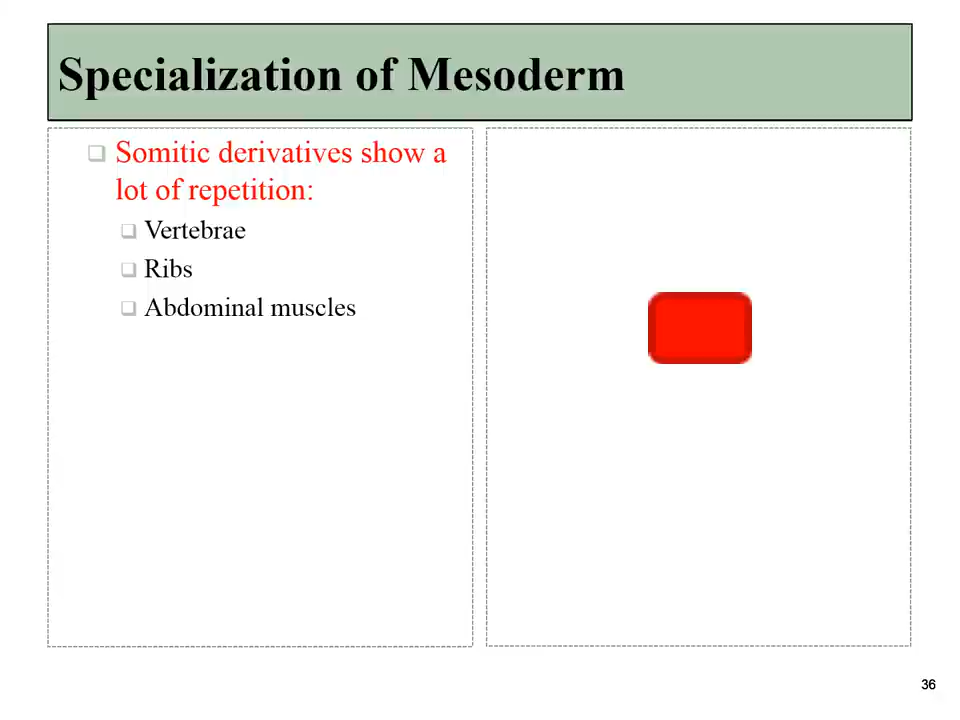 Specialization of Mesoderm
Somitic derivatives show a
lot of repetition:
Vertebrae
Ribs
Abdominal muscles
36